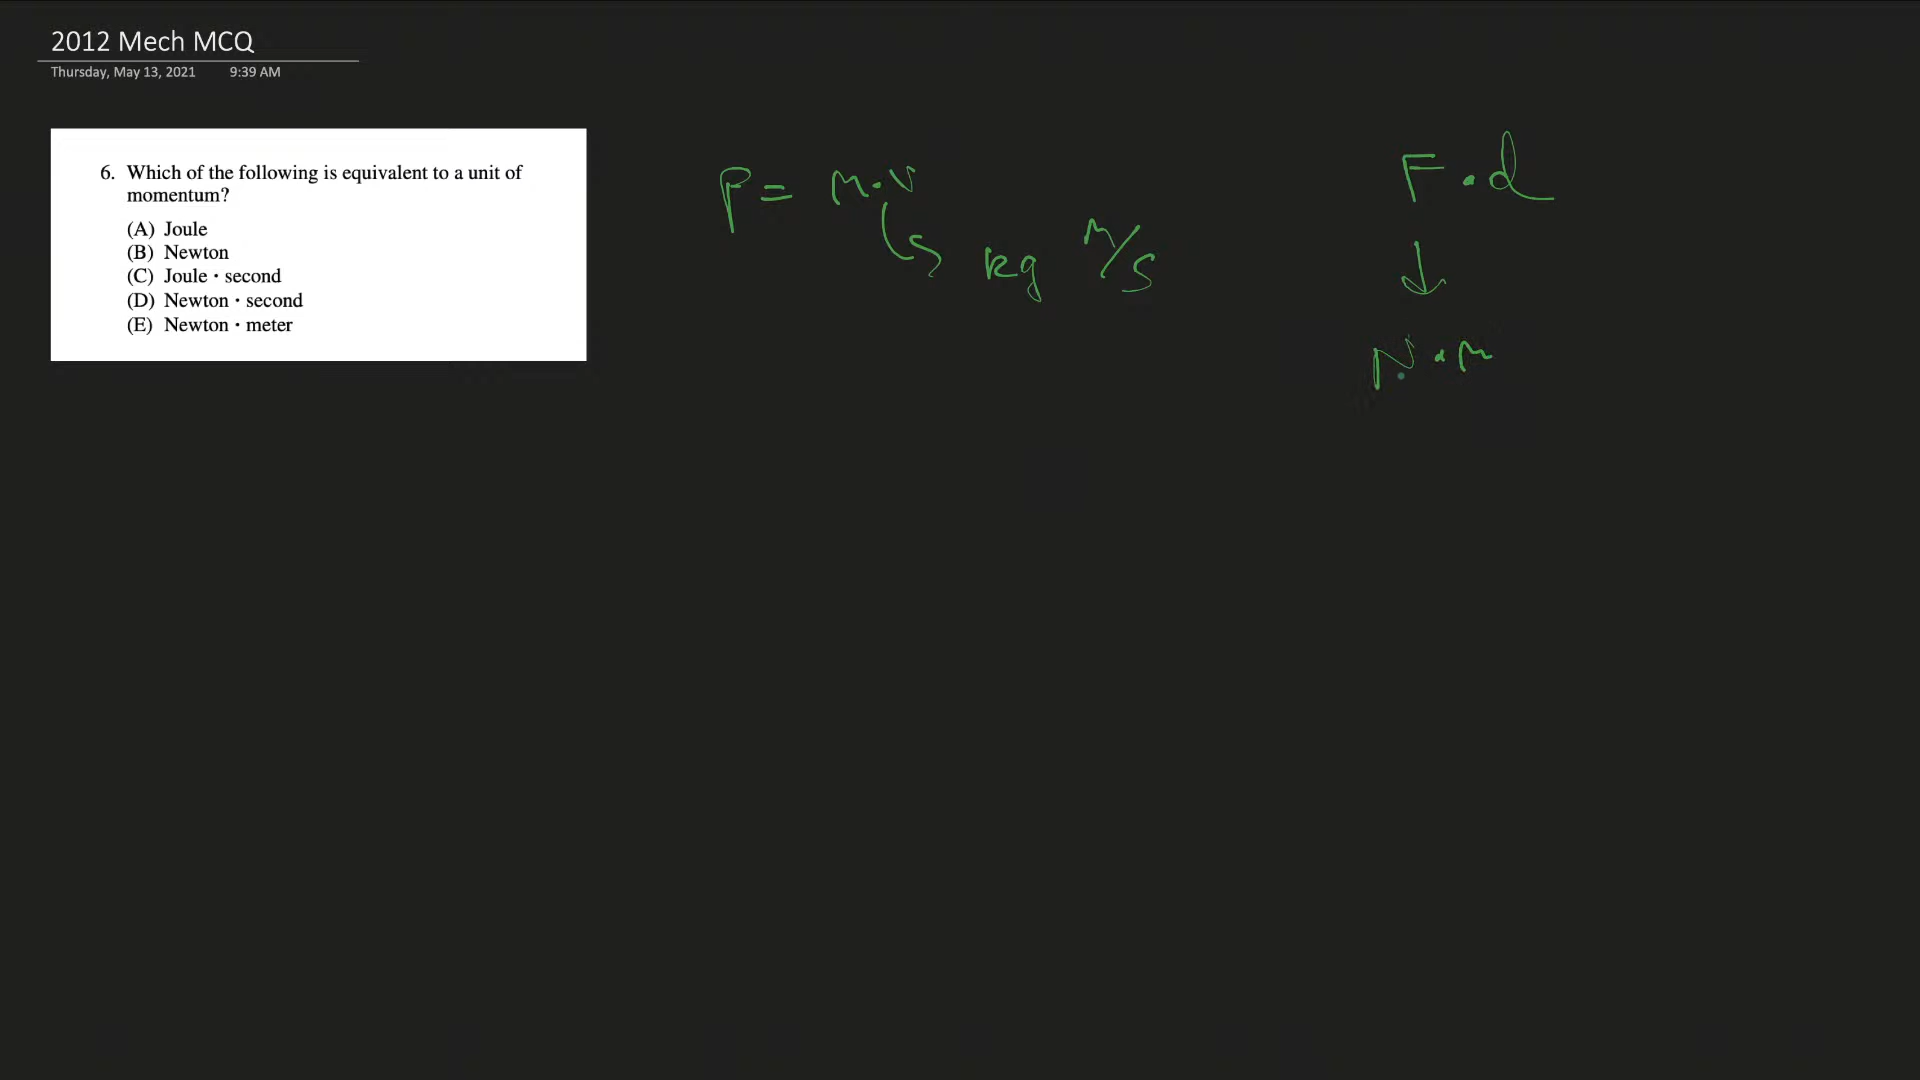 2012 Mech MCQ
Thursday, May 13, 2021 9:39 AM
6. Which of the following is equivalent to a unit of
momentum?
(A) Joule
(B) Newton
(C) Joule · second
(D) Newton · second
(E) Newton · meter
P = m·v
kg m/s
F · d
↓
N · m